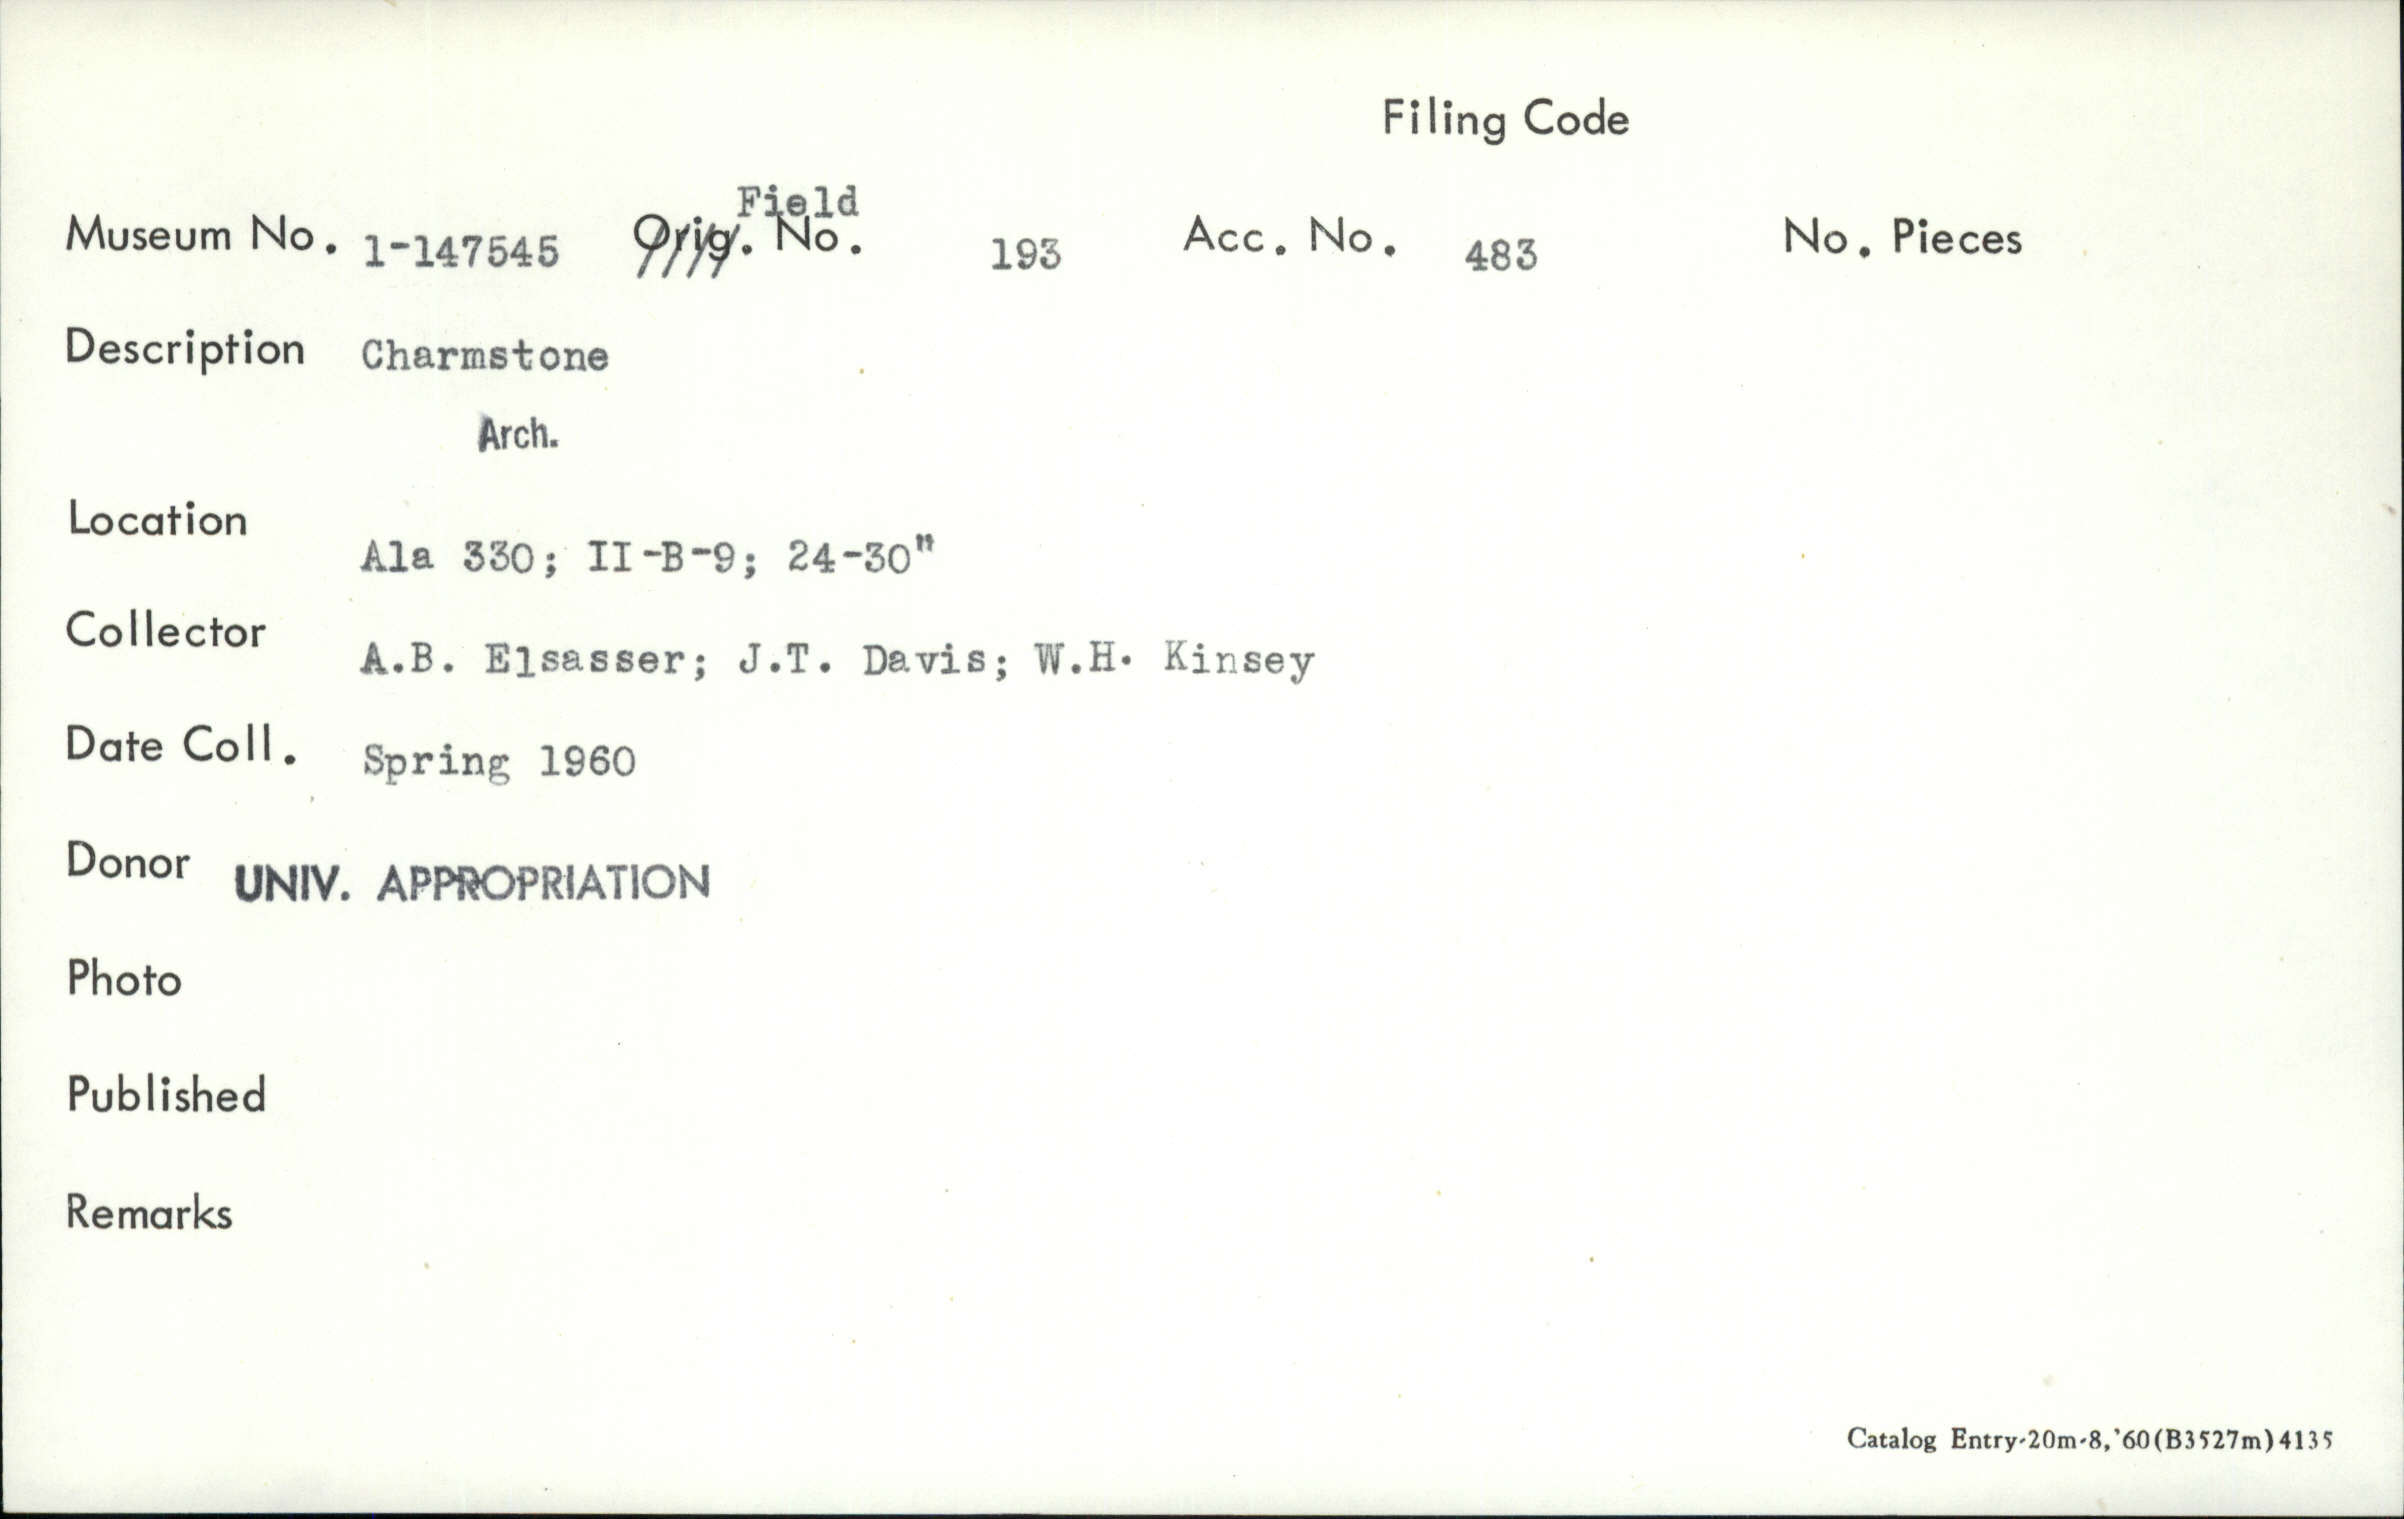 Filing Code
Field
Museum No. 1-147545 Orig. No. 193 Acc. No. 483 No. Pieces
Description Charmstone
Arch.
Location
Ala 330; II-B-9; 24-30"
Collector
A.B. Elsasser; J.T. Davis; W.H. Kinsey
Date Coll. Spring 1960
Donor UNIV. APPROPRIATION
Photo
Published
Remarks
Catalog Entry-20m-8,'60(B3527m)4135